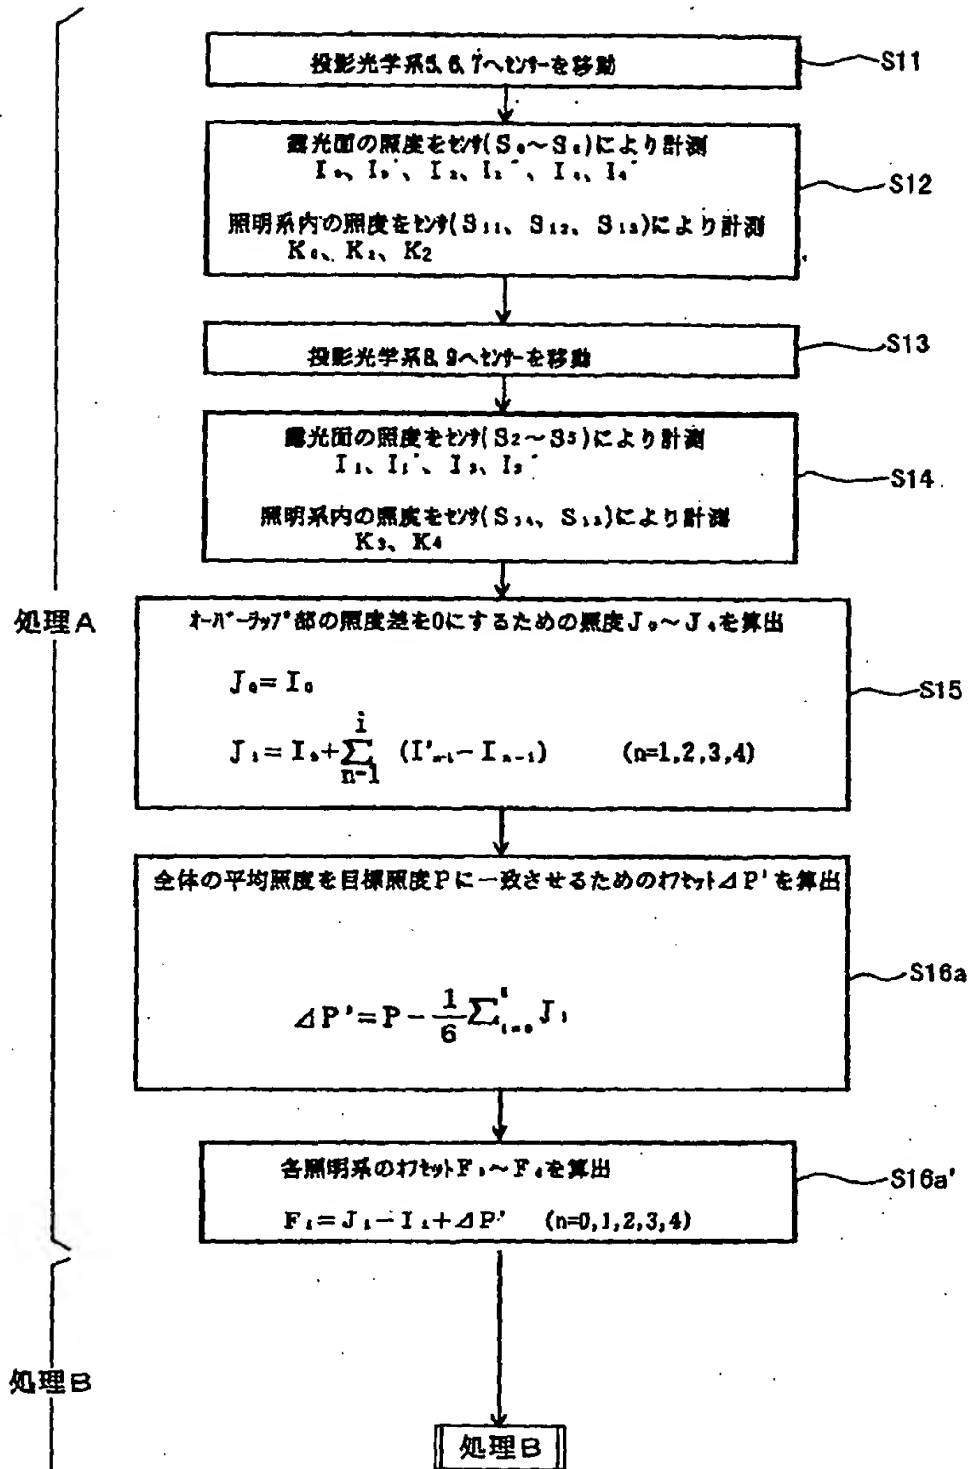 投影光学系5,6,7へセンサーを移動
S11
露光面の照度をセンサ(S₀～S₆)により計測
I₀、I₀'、I₂、I₂'、I₄、I₄'
S12
照明系内の照度をセンサ(S₁₁、S₁₂、S₁₃)により計測
K₀、K₁、K₂
投影光学系8,9へセンサーを移動
S13
露光面の照度をセンサ(S₂～S₅)により計測
I₁、I₁'、I₃、I₃'
S14
照明系内の照度をセンサ(S₁₄、S₁₅)により計測
K₃、K₄
処理A
オーバーラップ部の照度差を0にするための照度J₀～J₄を算出
J₀=I₀
S15
i
J₁=I₀+∑ (I'ₙ₋₁-Iₙ₋₁) (n=1,2,3,4)
n-1
全体の平均照度を目標照度Pに一致させるためのオフセット⊿P'を算出
S16a
⊿P'=P-1/6∑ᵢ₌₀ Jᵢ
各照明系のオフセットF₁～F₄を算出
S16a'
Fᵢ=Jᵢ-Iᵢ+⊿P' (n=0,1,2,3,4)
処理B
処理B